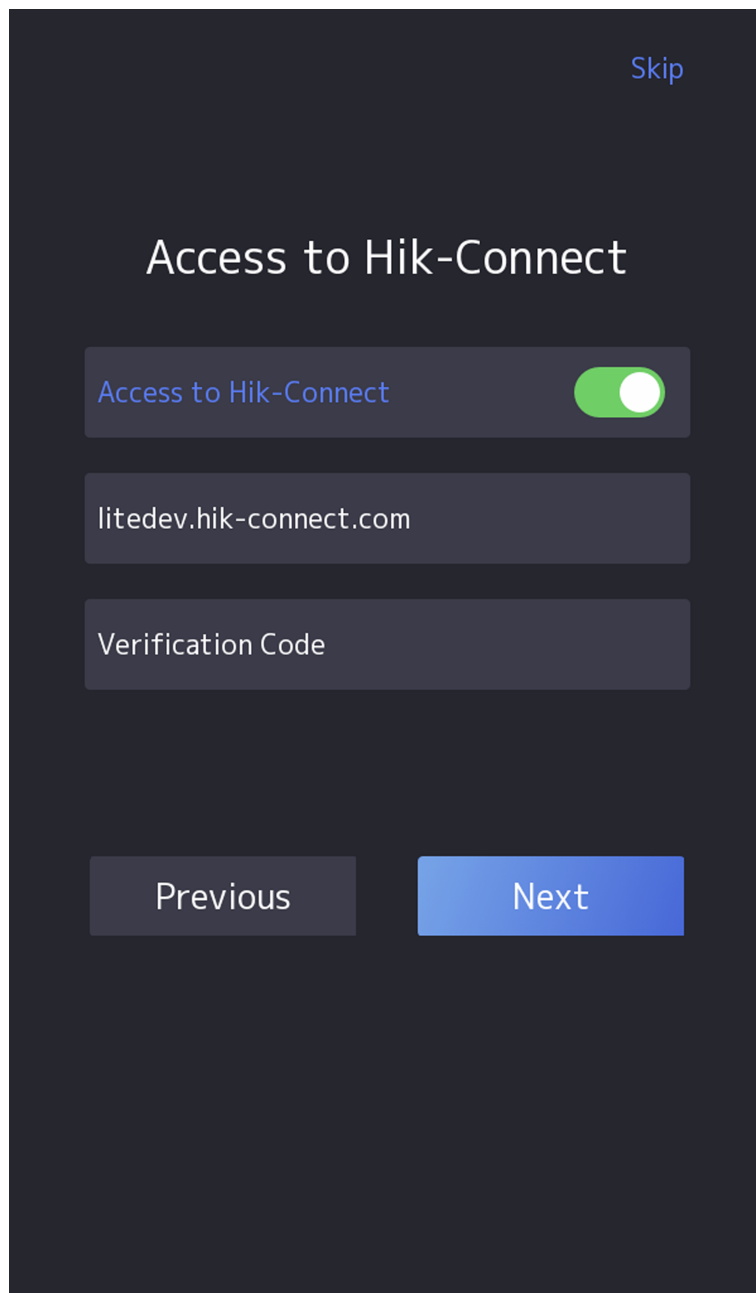 Skip
Access to Hik-Connect
Access to Hik-Connect
litedev.hik-connect.com
Verification Code
Previous
Next